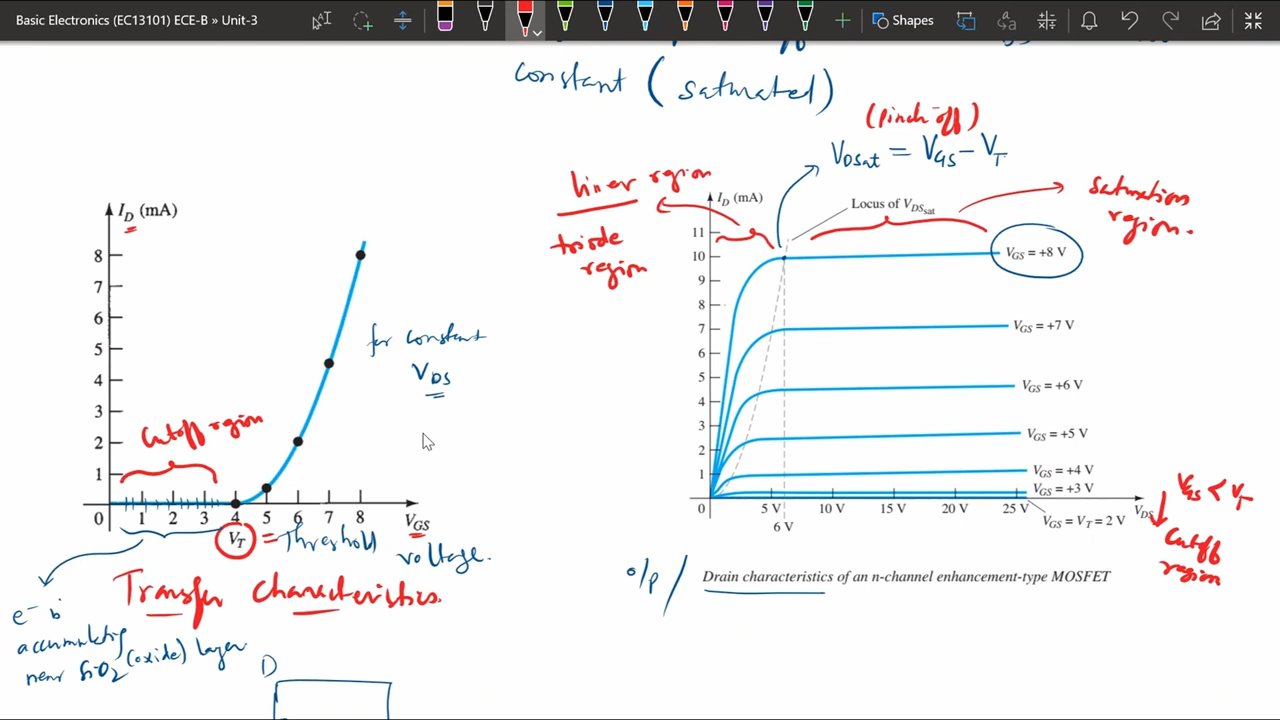 Basic Electronics (EC13101) ECE-B » Unit-3
Shapes
constant (saturated)
(Pinch-off)
VDsat = VGS - VT
linear region
triode
region
saturation
region.
ID (mA)
8
7
6
5
4
3
2
1
0 1 2 3 4 5 6 7 8 VGS
VT
for constant
VDS
Cutoff region
= Threshold
voltage.
Transfer characteristics.
e⁻ is
accumulating
near SiO2 (oxide) layer
D
ID (mA)
Locus of VDSsat
11
10
9
8
7
6
5
4
3
2
1
0 5 V 10 V 15 V 20 V 25 V VDS
6 V
VGS = +8 V
VGS = +7 V
VGS = +6 V
VGS = +5 V
VGS = +4 V
VGS = +3 V
VGS = VT = 2 V
VGS < VT
Cutoff
region
o/p /
Drain characteristics of an n-channel enhancement-type MOSFET